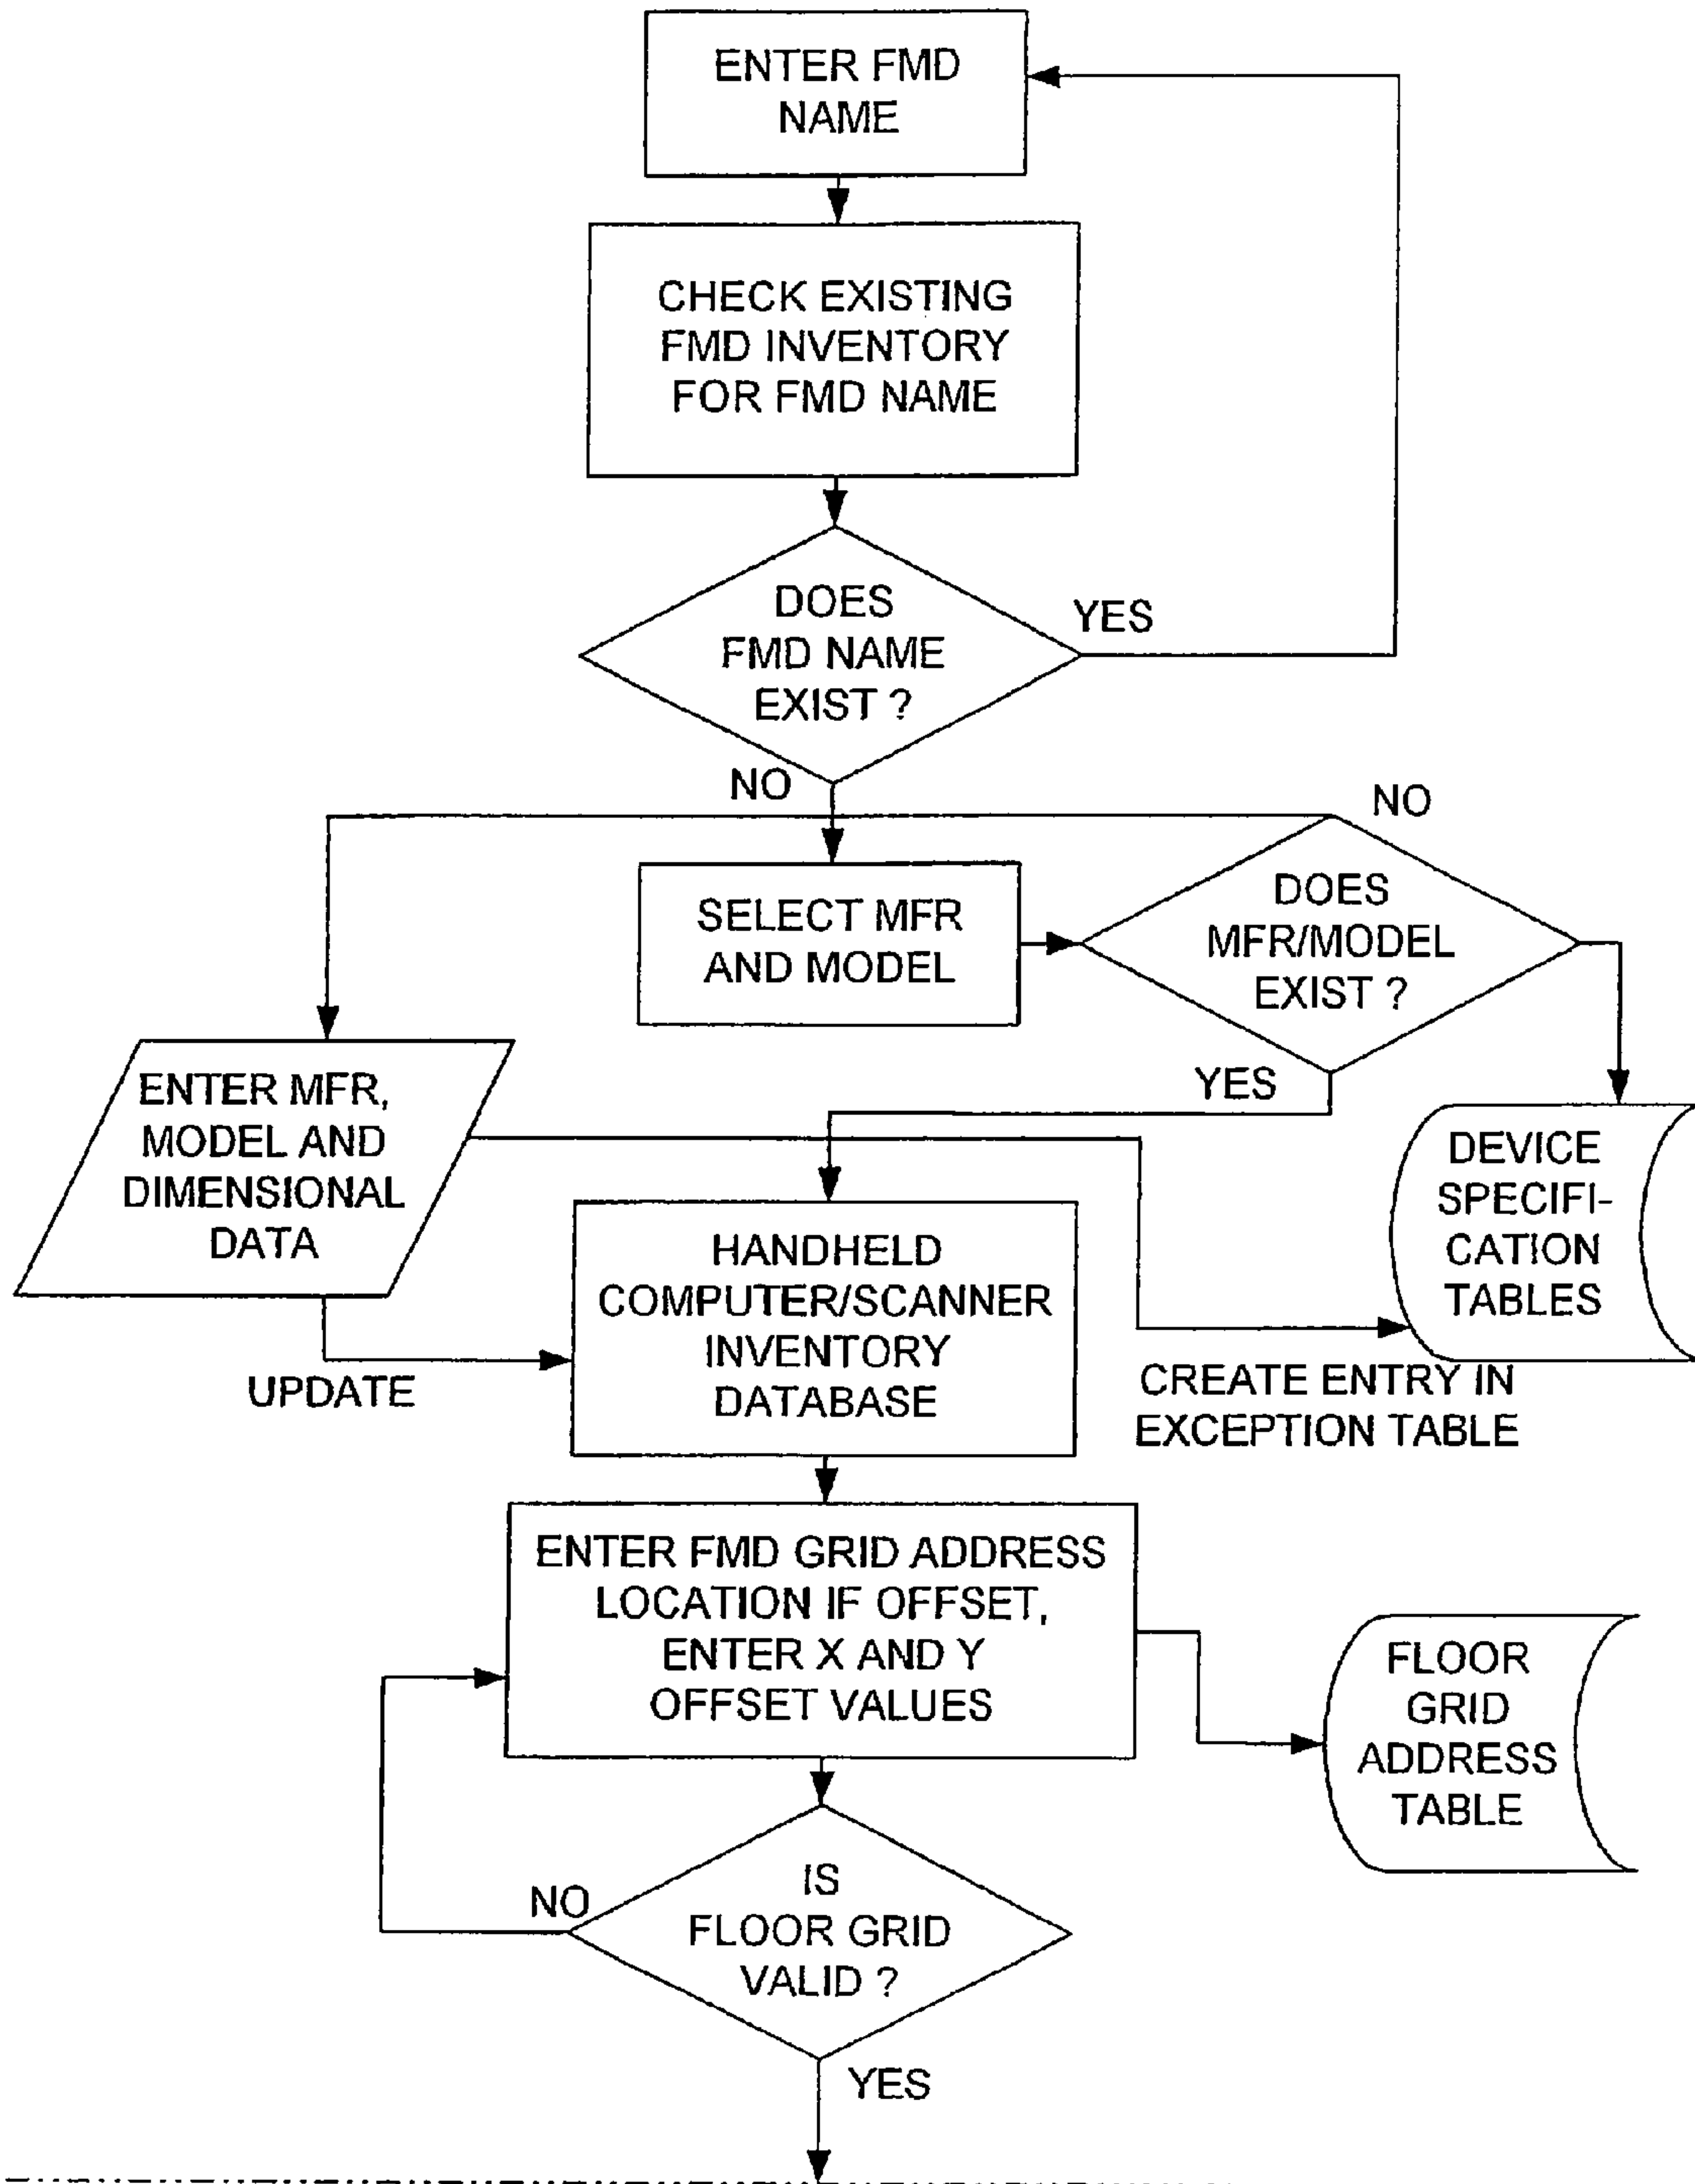 ENTER FMD
NAME
CHECK EXISTING
FMD INVENTORY
FOR FMD NAME
DOES
FMD NAME
EXIST ?
YES
NO
NO
SELECT MFR
AND MODEL
DOES
MFR/MODEL
EXIST ?
YES
ENTER MFR,
MODEL AND
DIMENSIONAL
DATA
DEVICE
SPECIFI-
CATION
TABLES
HANDHELD
COMPUTER/SCANNER
INVENTORY
DATABASE
UPDATE
CREATE ENTRY IN
EXCEPTION TABLE
ENTER FMD GRID ADDRESS
LOCATION IF OFFSET,
ENTER X AND Y
OFFSET VALUES
FLOOR
GRID
ADDRESS
TABLE
IS
FLOOR GRID
VALID ?
NO
YES